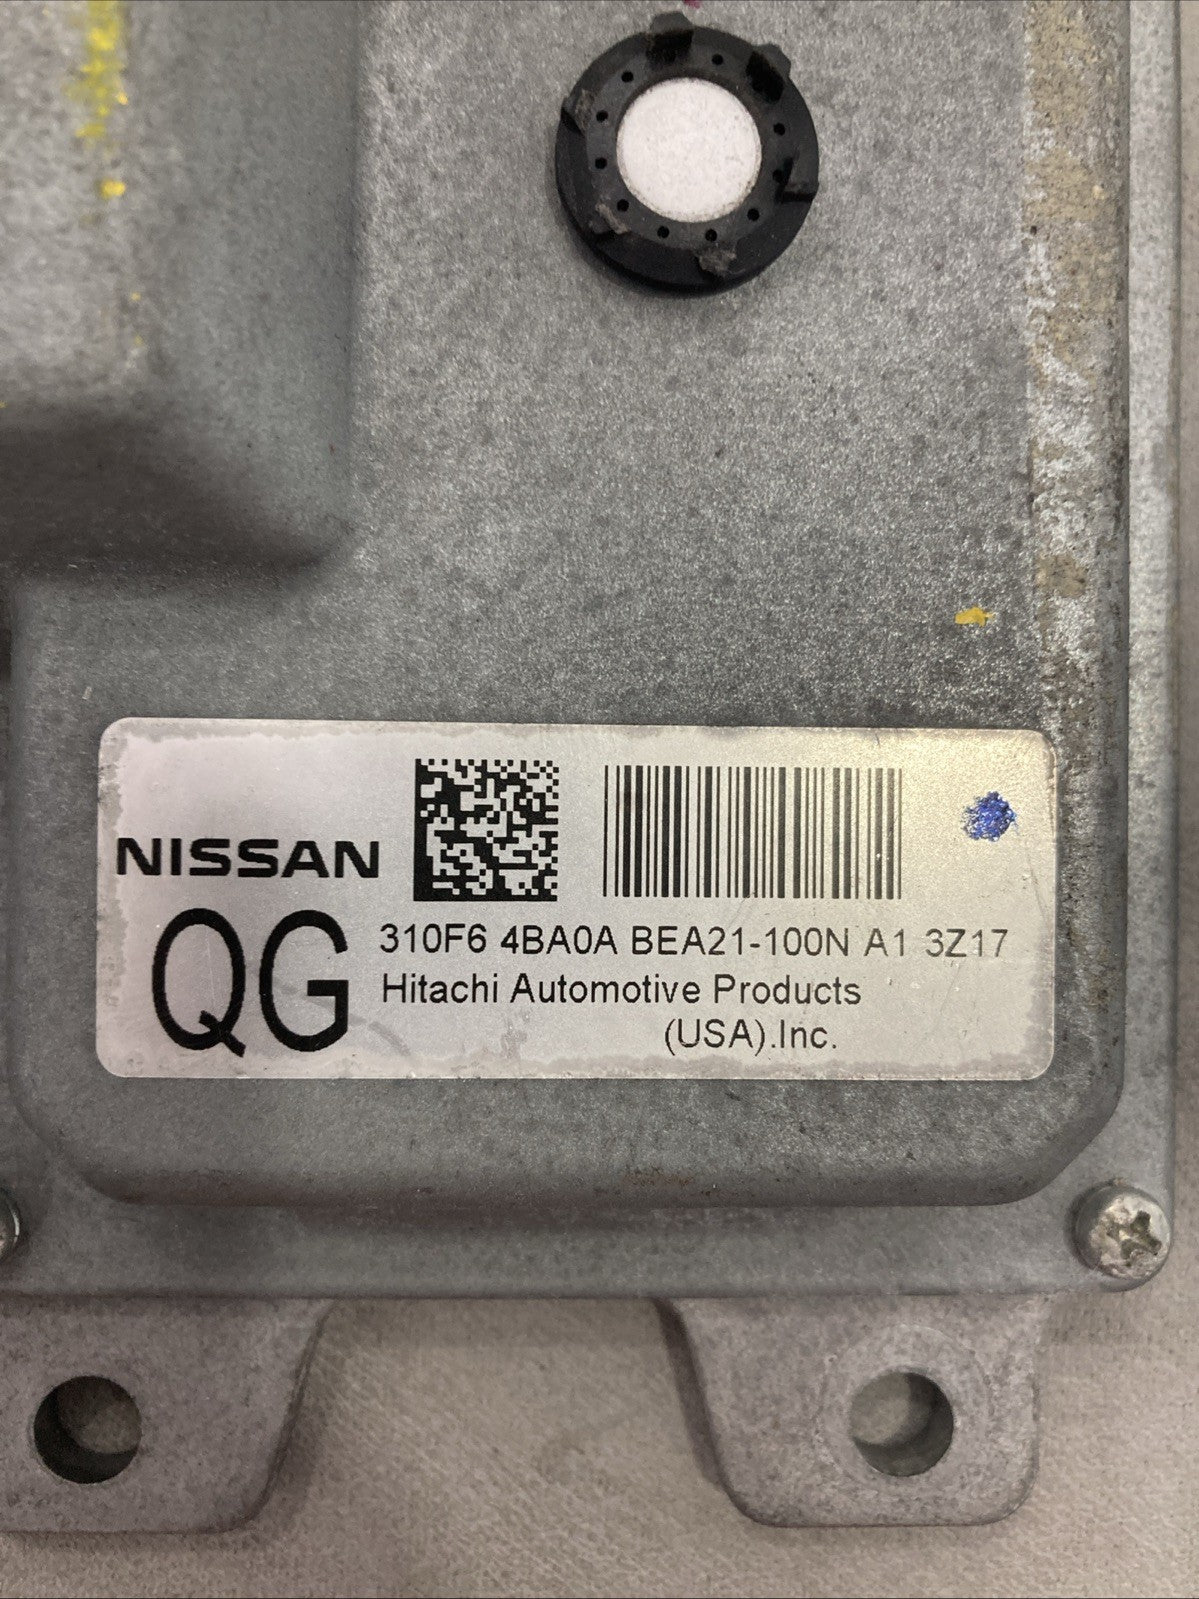 NISSAN
QG
310F6 4BA0A BEA21-100N A1 3Z17
Hitachi Automotive Products
(USA).Inc.